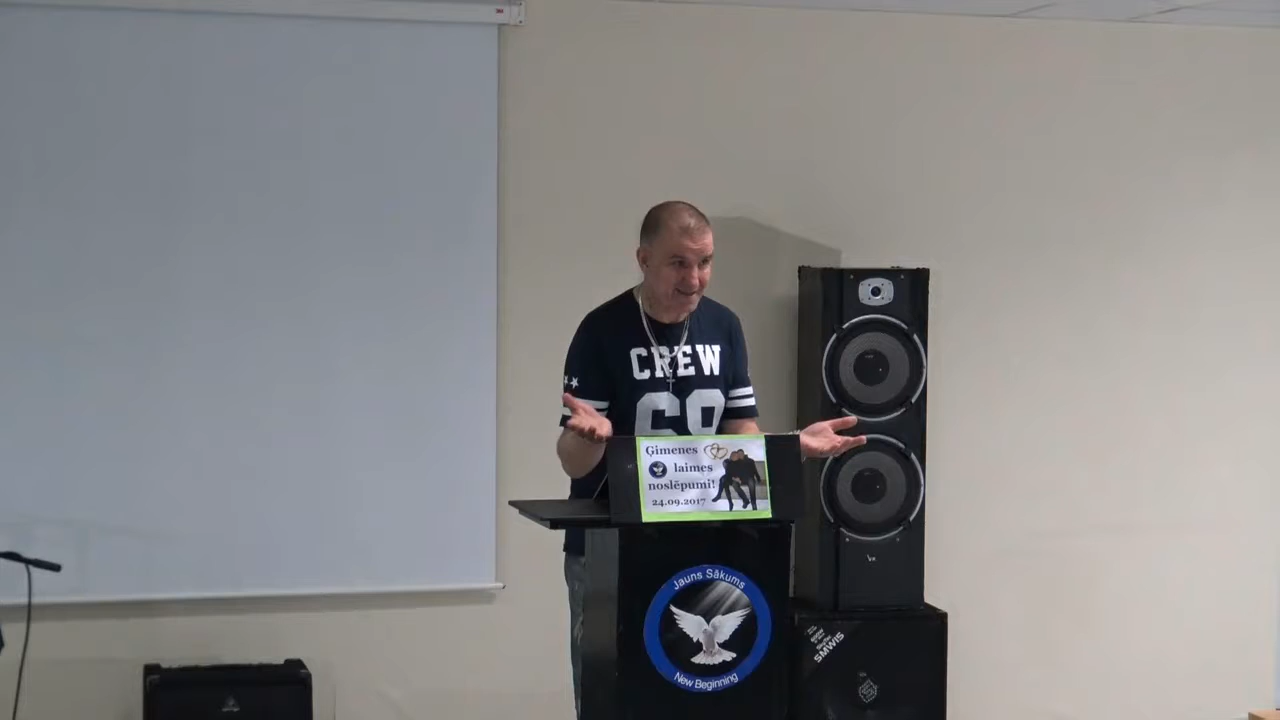 CREW
69
Ģimenes
laimes
noslēpumi!
24.09.2017
Jauns Sākums
New Beginning
SMWIS